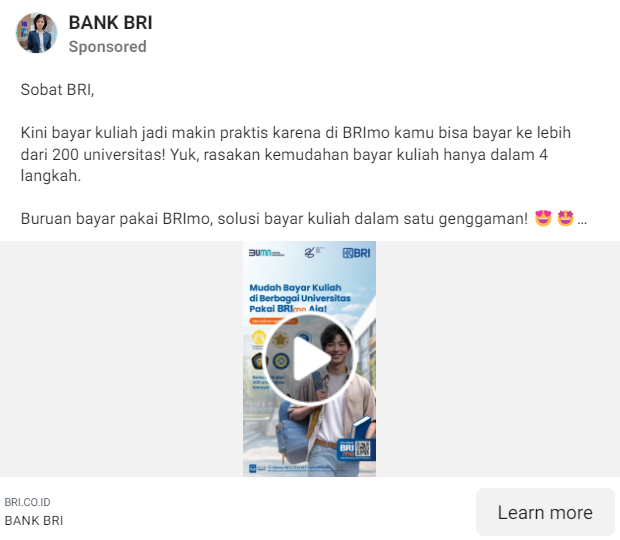 BANK BRI
Sponsored
Sobat BRI,
Kini bayar kuliah jadi makin praktis karena di BRImo kamu bisa bayar ke lebih
dari 200 universitas! Yuk, rasakan kemudahan bayar kuliah hanya dalam 4
langkah.
Buruan bayar pakai BRImo, solusi bayar kuliah dalam satu genggaman! 😍 🤩 ...
BUMN
BRI
Mudah Bayar Kuliah
di Berbagai Universitas
Pakai BRImo Aja!
BRI
mo
BRI.CO.ID
BANK BRI
Learn more